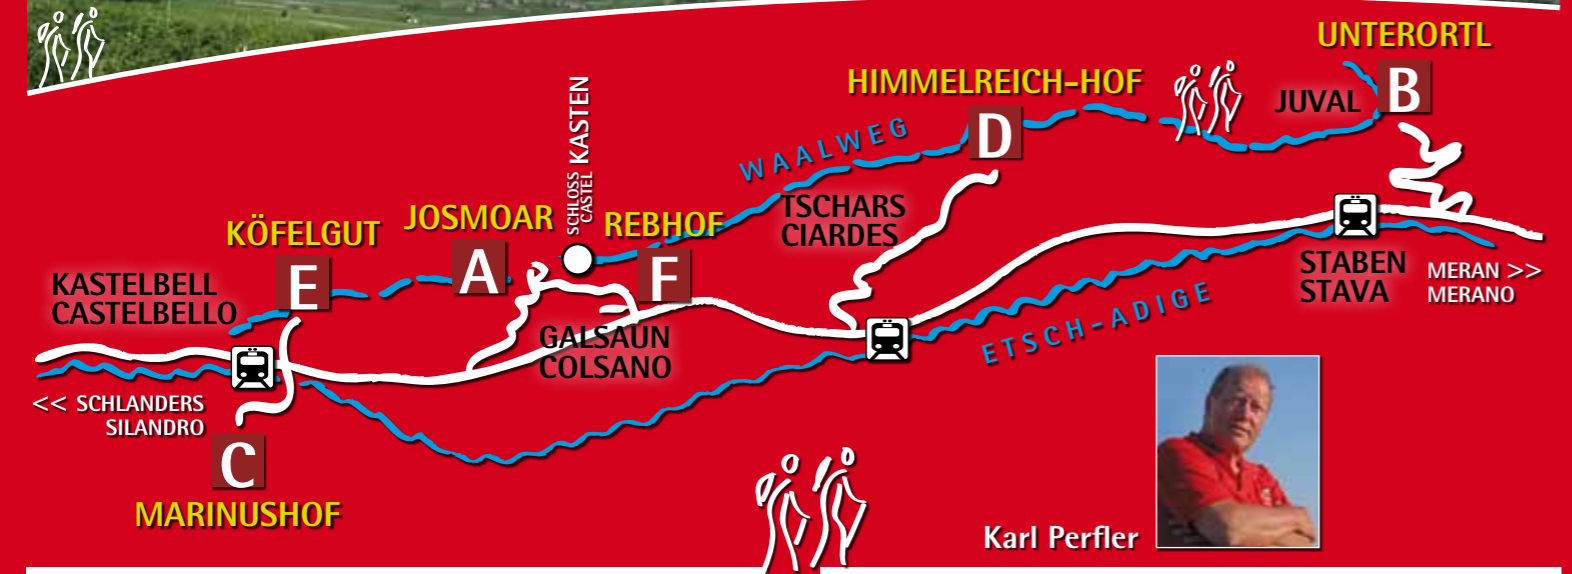 UNTERORTL
B
JUVAL
HIMMELREICH-HOF
D
WAALWEG
SCHLOSS KASTEN
CASTEL
TSCHARS
CIARDES
JOSMOAR
A
REBHOF
F
KÖFELGUT
E
KASTELBELL
CASTELBELLO
GALSAUN
COLSANO
STABEN
STAVA
MERAN >>
MERANO
ETSCH-ADIGE
<< SCHLANDERS
SILANDRO
C
MARINUSHOF
Karl Perfler